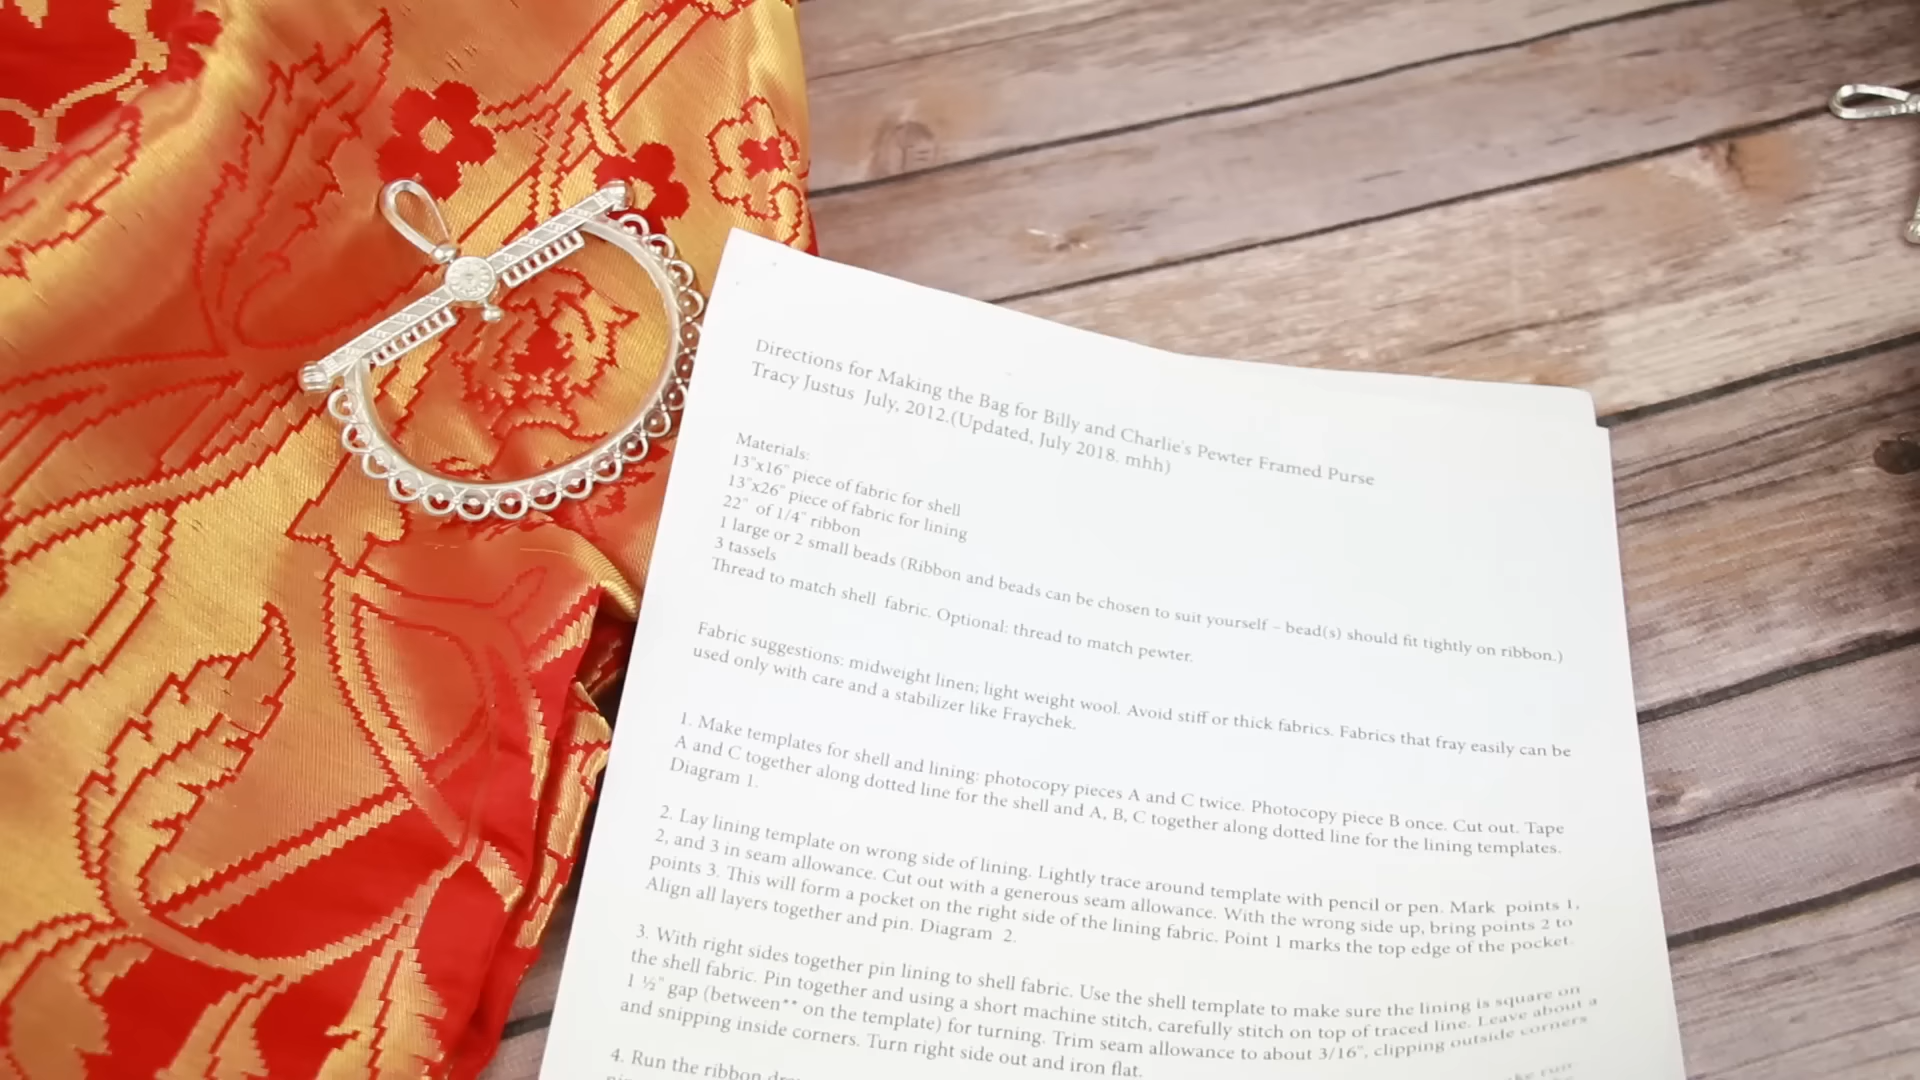 Directions for Making the Bag for Billy and Charlie's Pewter Framed Purse
Tracy Justus July, 2012.(Updated, July 2018. mhh)
Materials:
13"x16" piece of fabric for shell
13"x26" piece of fabric for lining
22" of 1/4" ribbon
1 large or 2 small beads (Ribbon and beads can be chosen to suit yourself – bead(s) should fit tightly on ribbon.)
3 tassels
Thread to match shell fabric. Optional: thread to match pewter.
Fabric suggestions: midweight linen; light weight wool. Avoid stiff or thick fabrics. Fabrics that fray easily can be
used only with care and a stabilizer like Fraychek.
1. Make templates for shell and lining: photocopy pieces A and C twice. Photocopy piece B once. Cut out. Tape
A and C together along dotted line for the shell and A, B, C together along dotted line for the lining templates.
Diagram 1.
2. Lay lining template on wrong side of lining. Lightly trace around template with pencil or pen. Mark points 1,
2, and 3 in seam allowance. Cut out with a generous seam allowance. With the wrong side up, bring points 2 to
points 3. This will form a pocket on the right side of the lining fabric. Point 1 marks the top edge of the pocket.
Align all layers together and pin. Diagram 2.
3. With right sides together pin lining to shell fabric. Use the shell template to make sure the lining is square on
the shell fabric. Pin together and using a short machine stitch, carefully stitch on top of traced line. Leave about a
1 ½" gap (between** on the template) for turning. Trim seam allowance to about 3/16", clipping outside corners
and snipping inside corners. Turn right side out and iron flat.
4. Run the ribbon